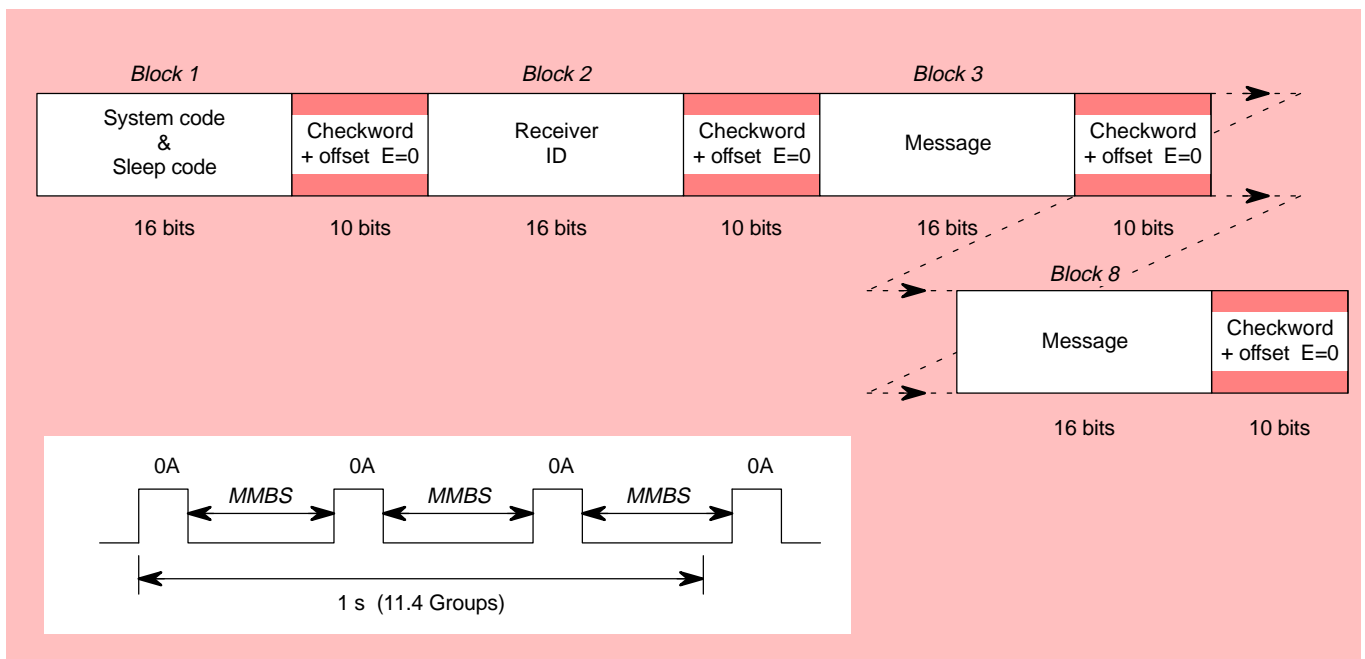 Block 1
Block 2
Block 3
System code
&
Sleep code
Checkword
+ offset E=0
Receiver
ID
Checkword
+ offset E=0
Message
Checkword
+ offset E=0
16 bits
10 bits
16 bits
10 bits
16 bits
10 bits
Block 8
Message
Checkword
+ offset E=0
16 bits
10 bits
0A
0A
0A
0A
MMBS
MMBS
MMBS
1 s (11.4 Groups)